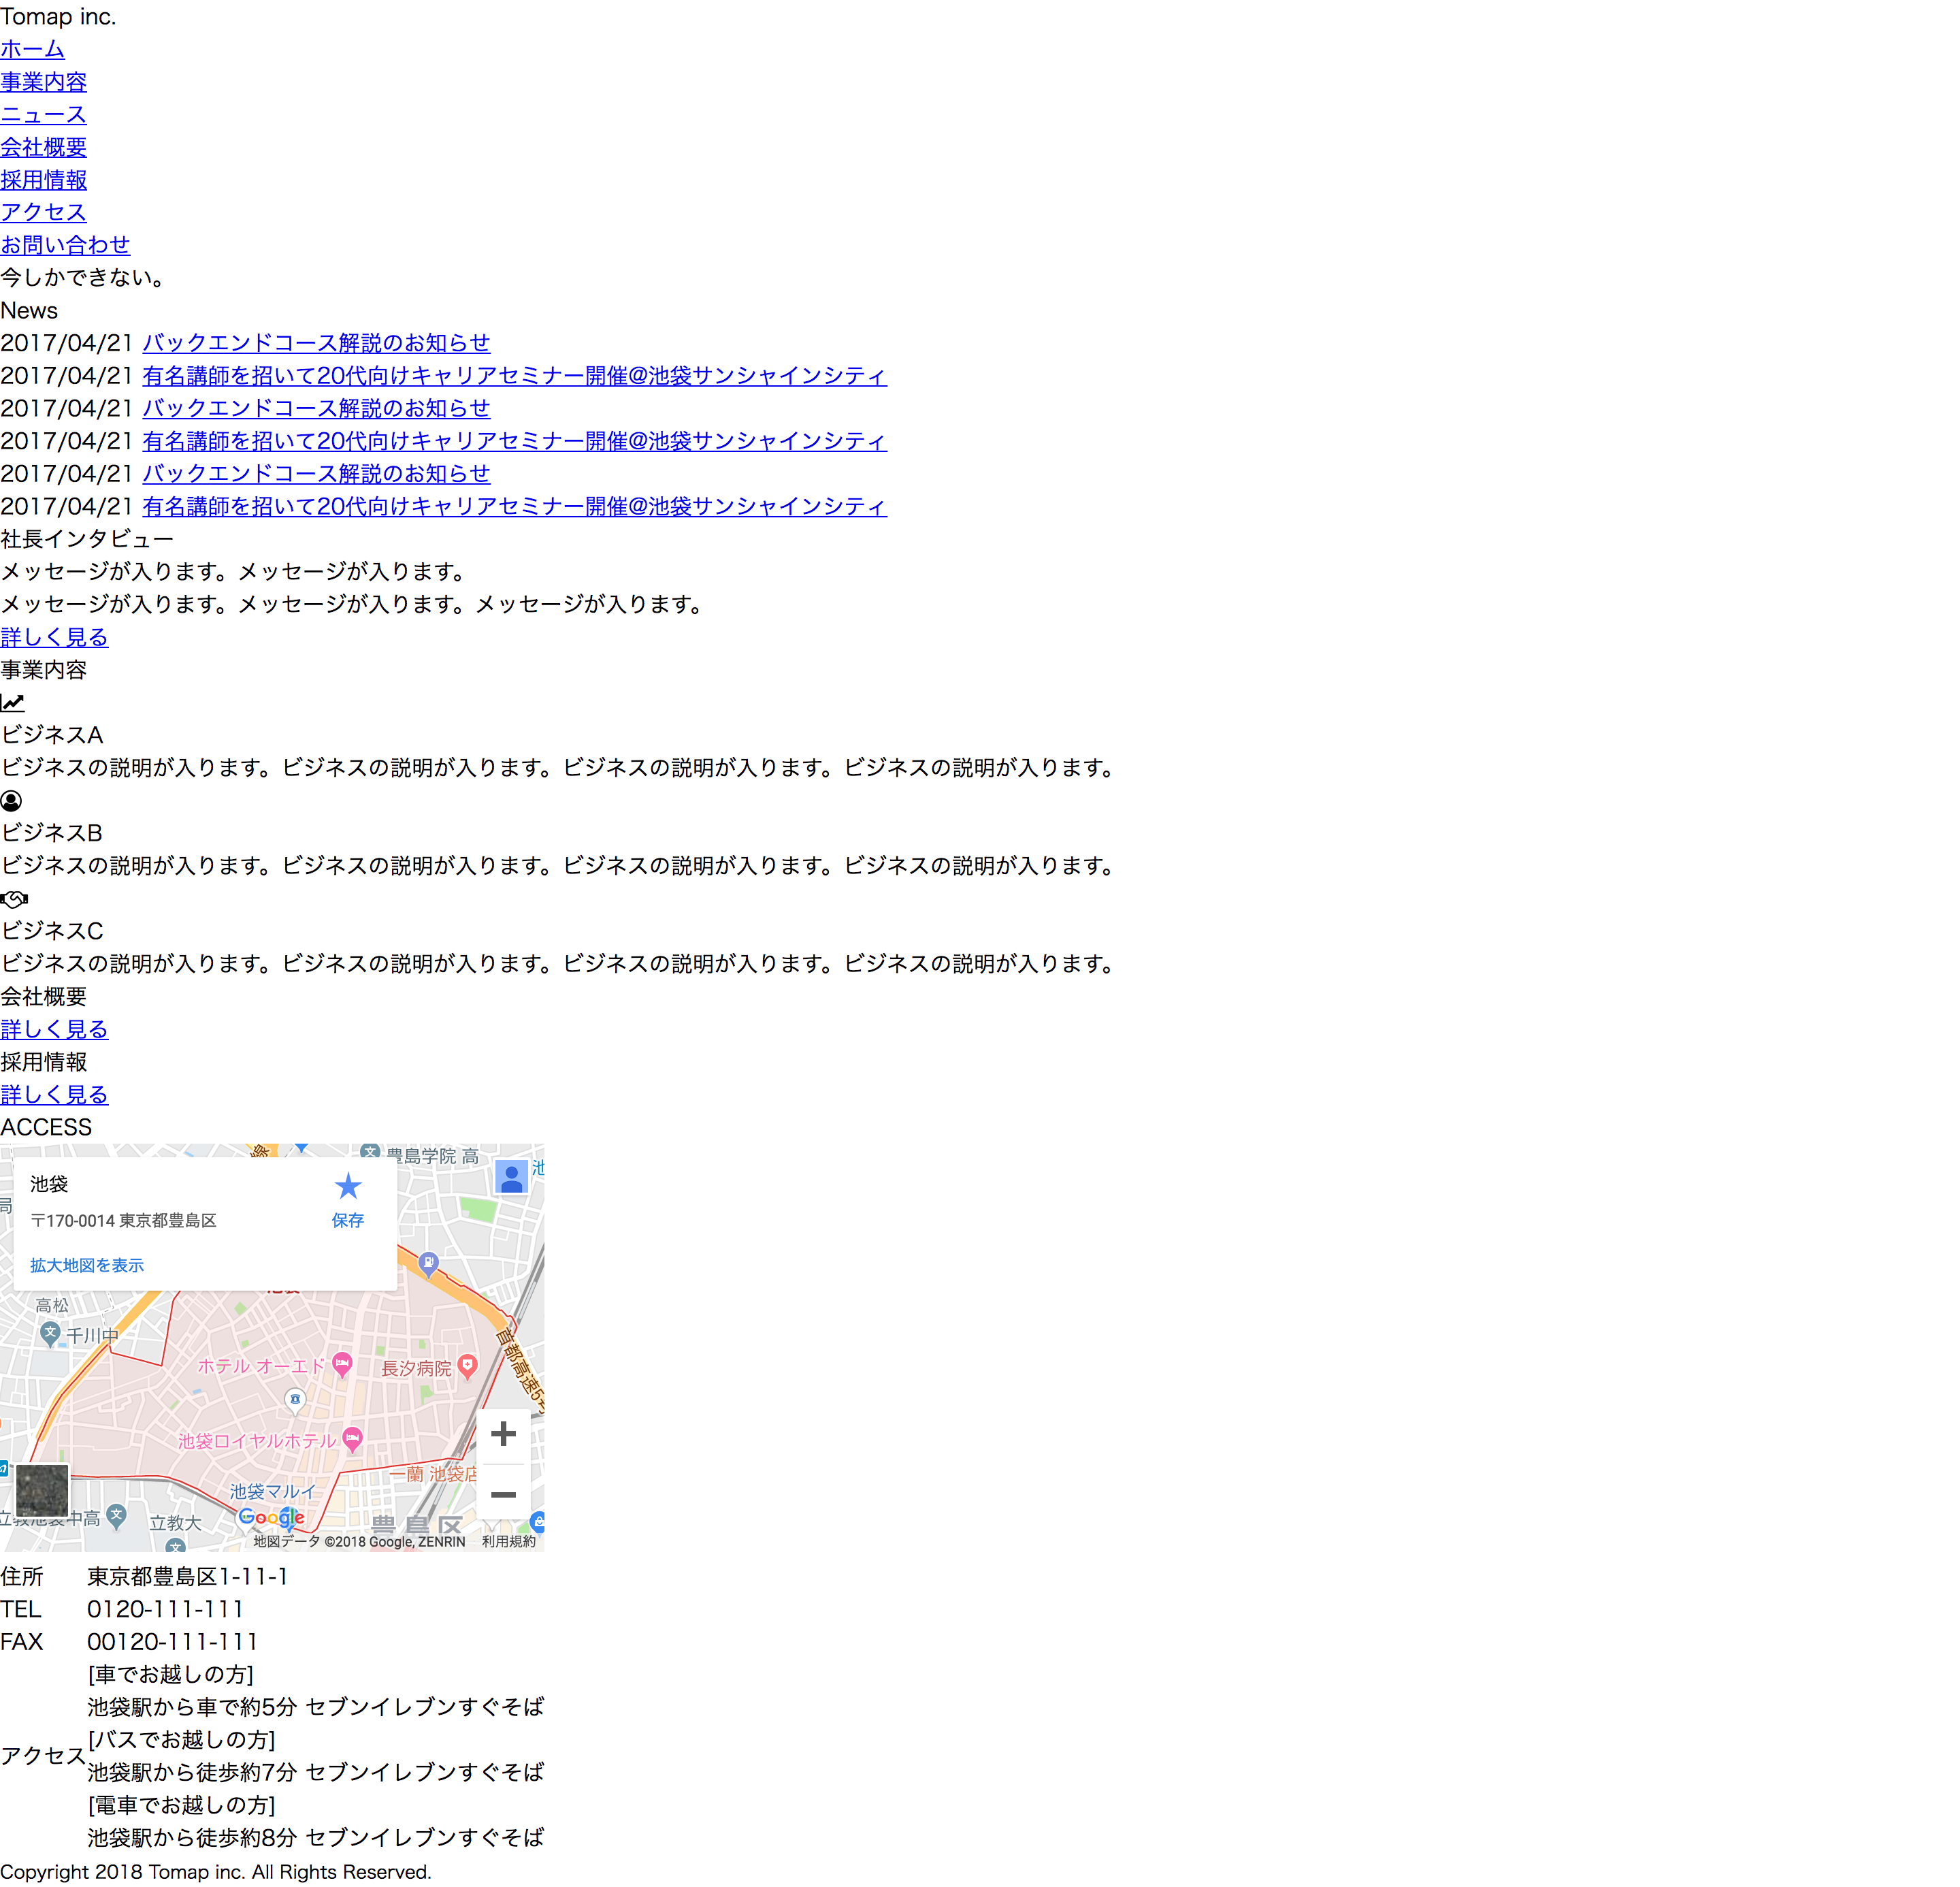 Tomap inc.
ホーム
事業内容
ニュース
会社概要
採用情報
アクセス
お問い合わせ
今しかできない。
News
2017/04/21 バックエンドコース解説のお知らせ
2017/04/21 有名講師を招いて20代向けキャリアセミナー開催@池袋サンシャインシティ
2017/04/21 バックエンドコース解説のお知らせ
2017/04/21 有名講師を招いて20代向けキャリアセミナー開催@池袋サンシャインシティ
2017/04/21 バックエンドコース解説のお知らせ
2017/04/21 有名講師を招いて20代向けキャリアセミナー開催@池袋サンシャインシティ
社長インタビュー
メッセージが入ります。メッセージが入ります。
メッセージが入ります。メッセージが入ります。メッセージが入ります。
詳しく見る
事業内容
ビジネスA
ビジネスの説明が入ります。ビジネスの説明が入ります。ビジネスの説明が入ります。ビジネスの説明が入ります。
ビジネスB
ビジネスの説明が入ります。ビジネスの説明が入ります。ビジネスの説明が入ります。ビジネスの説明が入ります。
ビジネスC
ビジネスの説明が入ります。ビジネスの説明が入ります。ビジネスの説明が入ります。ビジネスの説明が入ります。
会社概要
詳しく見る
採用情報
詳しく見る
ACCESS
豊島学院 高
池
池袋
〒170-0014 東京都豊島区
保存
拡大地図を表示
高松
千川中
ホテル オーエド
長汐病院
首都高速5号
池袋ロイヤルホテル
一蘭 池袋店
池袋マルイ
立教大
Google
豊島区
地図データ ©2018 Google, ZENRIN 利用規約
住所 東京都豊島区1-11-1
TEL 0120-111-111
FAX 00120-111-111
アクセス
[車でお越しの方]
池袋駅から車で約5分 セブンイレブンすぐそば
[バスでお越しの方]
池袋駅から徒歩約7分 セブンイレブンすぐそば
[電車でお越しの方]
池袋駅から徒歩約8分 セブンイレブンすぐそば
Copyright 2018 Tomap inc. All Rights Reserved.